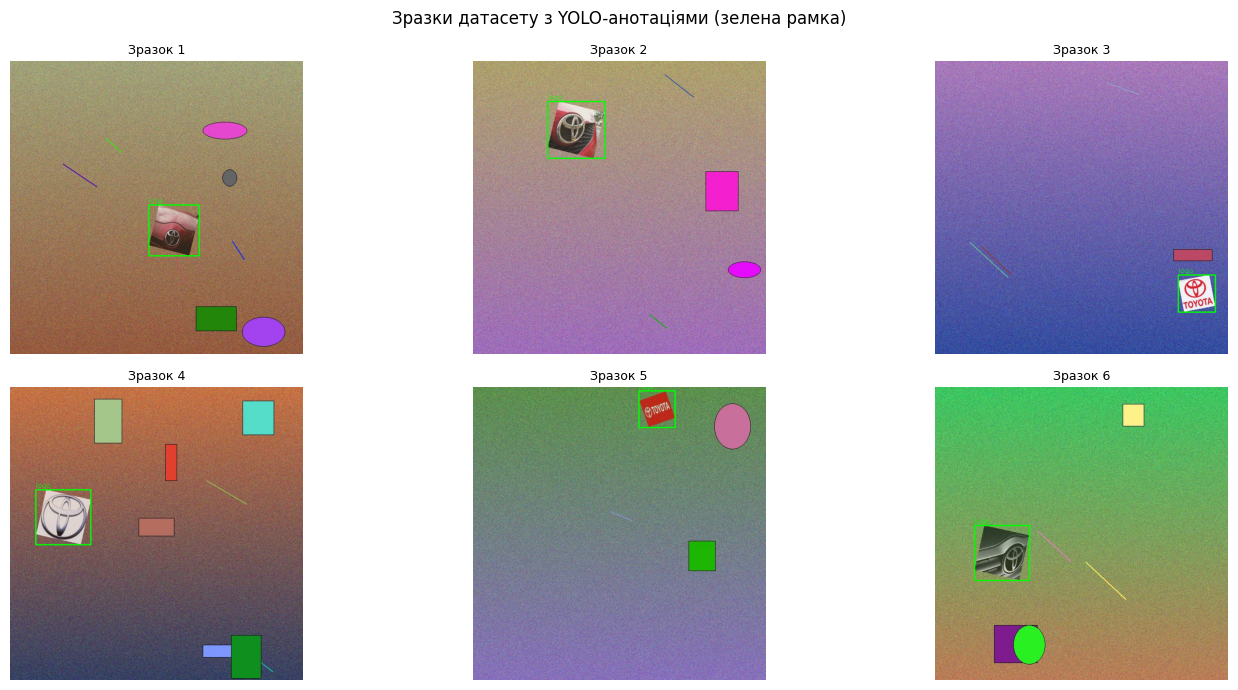 Зразки датасету з YOLO-анотаціями (зелена рамка)
Зразок 1
Зразок 2
Зразок 3
TOYOTA
Зразок 4
Зразок 5
TOYOTA
Зразок 6